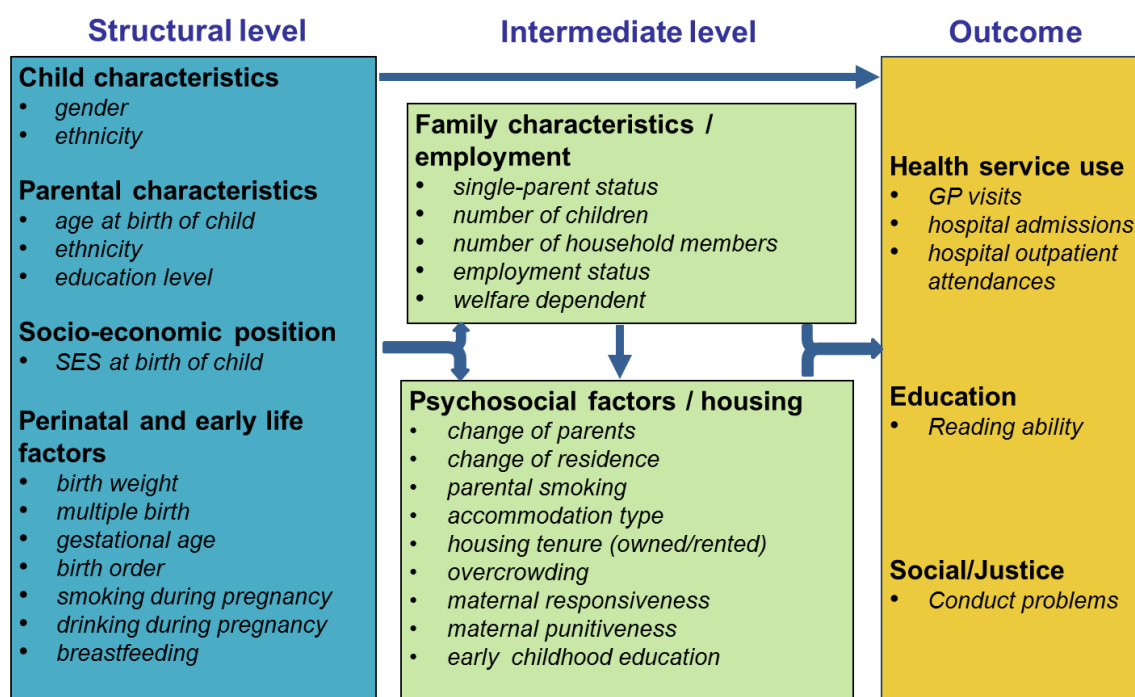 Structural level
Child characteristics
• gender
• ethnicity
Parental characteristics
• age at birth of child
• ethnicity
• education level
Socio-economic position
• SES at birth of child
Perinatal and early life
factors
• birth weight
• multiple birth
• gestational age
• birth order
• smoking during pregnancy
• drinking during pregnancy
• breastfeeding
Intermediate level
Family characteristics /
employment
• single-parent status
• number of children
• number of household members
• employment status
• welfare dependent
Psychosocial factors / housing
• change of parents
• change of residence
• parental smoking
• accommodation type
• housing tenure (owned/rented)
• overcrowding
• maternal responsiveness
• maternal punitiveness
• early childhood education
Outcome
Health service use
• GP visits
• hospital admissions
• hospital outpatient
attendances
Education
• Reading ability
Social/Justice
• Conduct problems